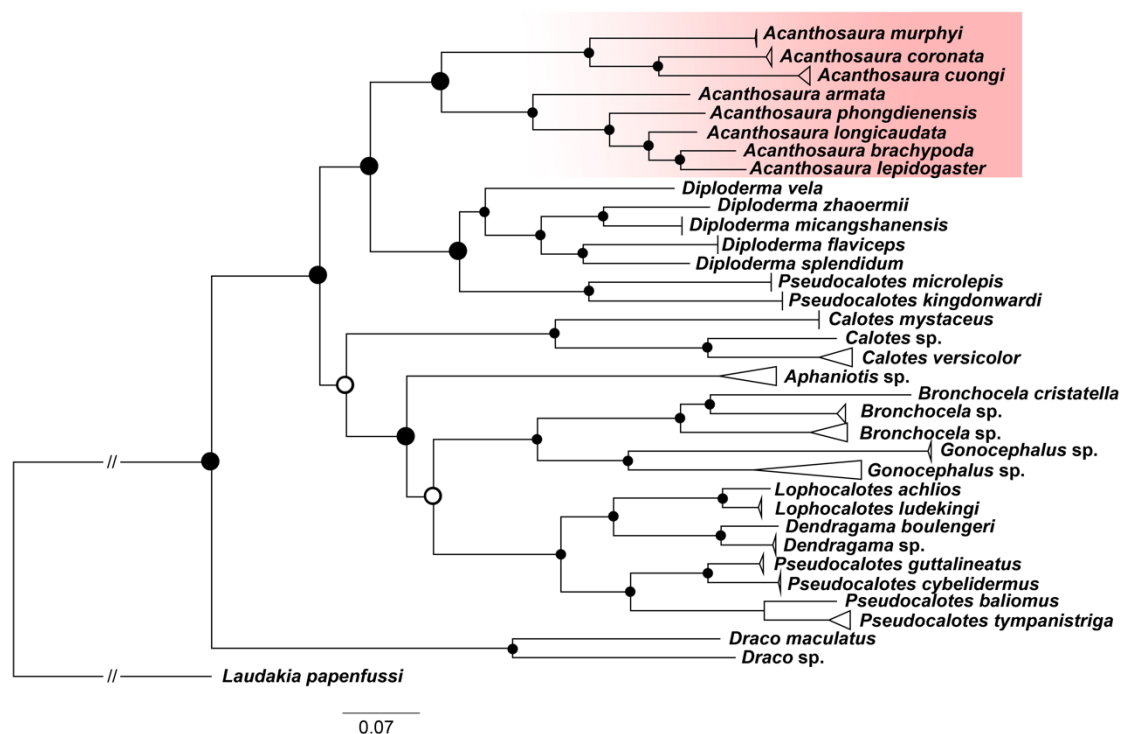 Acanthosaura murphyi
Acanthosaura coronata
Acanthosaura cuongi
Acanthosaura armata
Acanthosaura phongdienensis
Acanthosaura longicaudata
Acanthosaura brachypoda
Acanthosaura lepidogaster
Diploderma vela
Diploderma zhaoermii
Diploderma micangshanensis
Diploderma flaviceps
Diploderma splendidum
Pseudocalotes microlepis
Pseudocalotes kingdonwardi
Calotes mystaceus
Calotes sp.
Calotes versicolor
Aphaniotis sp.
Bronchocela cristatella
Bronchocela sp.
Bronchocela sp.
Gonocephalus sp.
Gonocephalus sp.
Lophocalotes achlios
Lophocalotes ludekingi
Dendragama boulengeri
Dendragama sp.
Pseudocalotes guttalineatus
Pseudocalotes cybelidermus
Pseudocalotes baliomus
Pseudocalotes tympanistriga
Draco maculatus
Draco sp.
Laudakia papenfussi
0.07